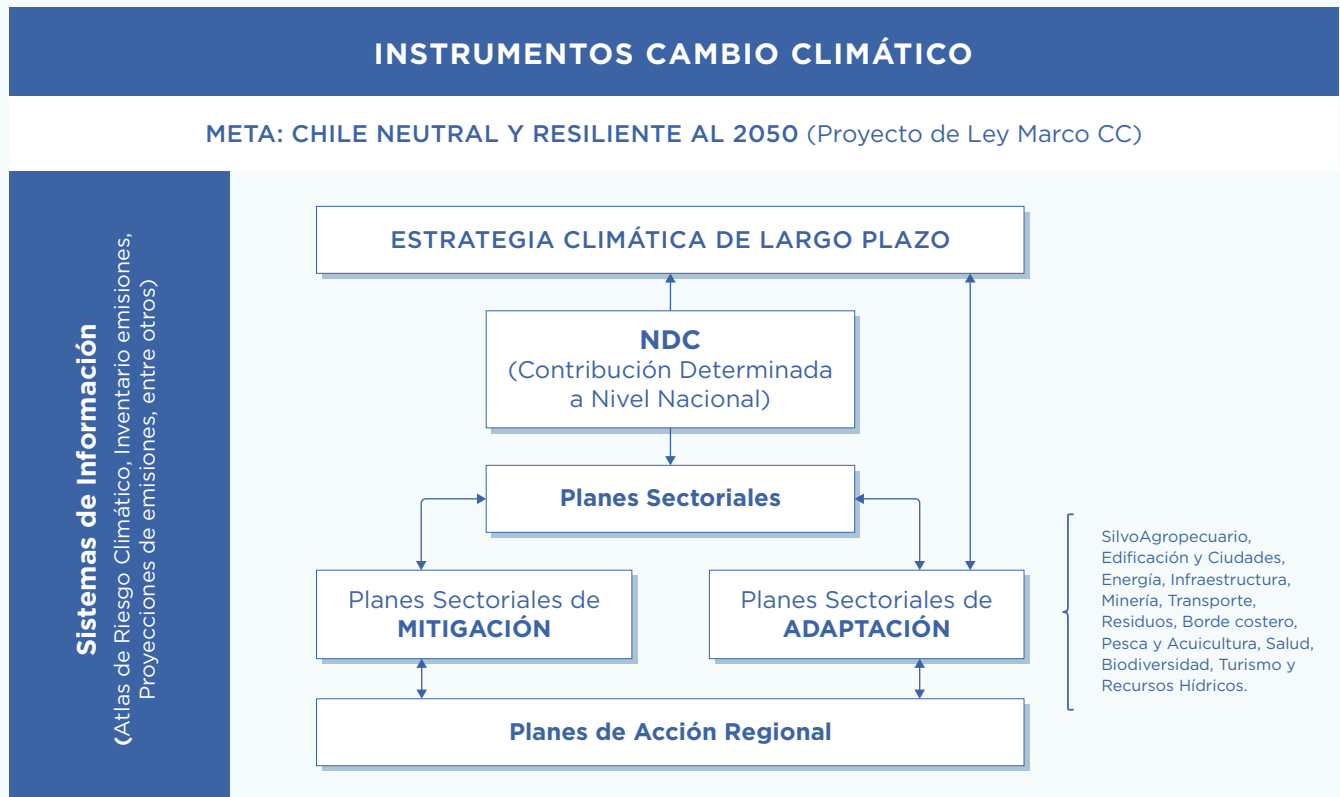 INSTRUMENTOS CAMBIO CLIMÁTICO
META: CHILE NEUTRAL Y RESILIENTE AL 2050 (Proyecto de Ley Marco CC)
Sistemas de Información
(Atlas de Riesgo Climático, Inventario emisiones,
Proyecciones de emisiones, entre otros)
ESTRATEGIA CLIMÁTICA DE LARGO PLAZO
NDC
(Contribución Determinada
a Nivel Nacional)
Planes Sectoriales
Planes Sectoriales de
MITIGACIÓN
Planes Sectoriales de
ADAPTACIÓN
SilvoAgropecuario,
Edificación y Ciudades,
Energía, Infraestructura,
Minería, Transporte,
Residuos, Borde costero,
Pesca y Acuicultura, Salud,
Biodiversidad, Turismo y
Recursos Hídricos.
Planes de Acción Regional